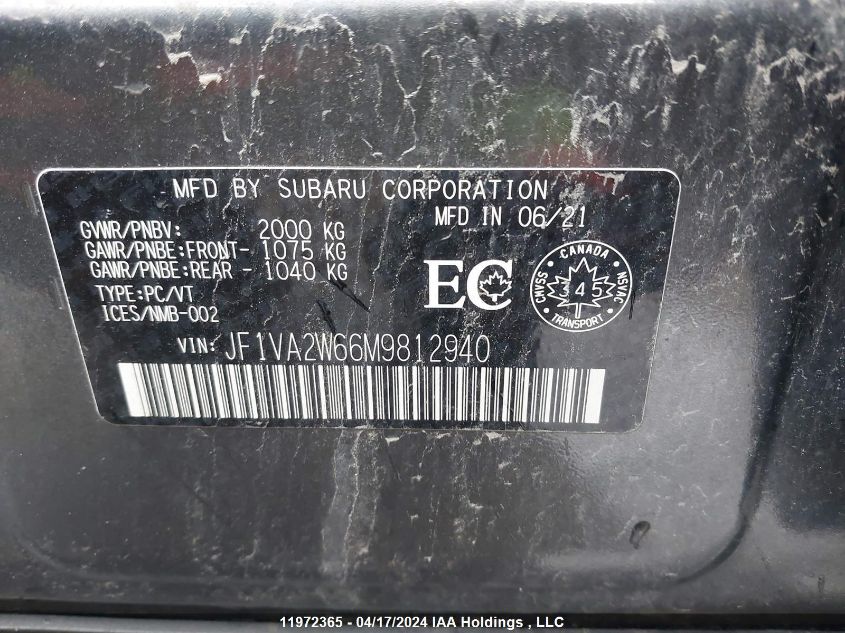 MFD BY SUBARU CORPORATION
MFD IN 06/21
GVWR/PNBV: 2000 KG
GAWR/PNBE:FRONT- 1075 KG
GAWR/PNBE:REAR - 1040 KG
TYPE:PC/VT
ICES/NMB-002
EC
CANADA
CMVSS
NSVAC
345
TRANSPORT
VIN: JF1VA2W66M9812940
11972365 - 04/17/2024 IAA Holdings , LLC